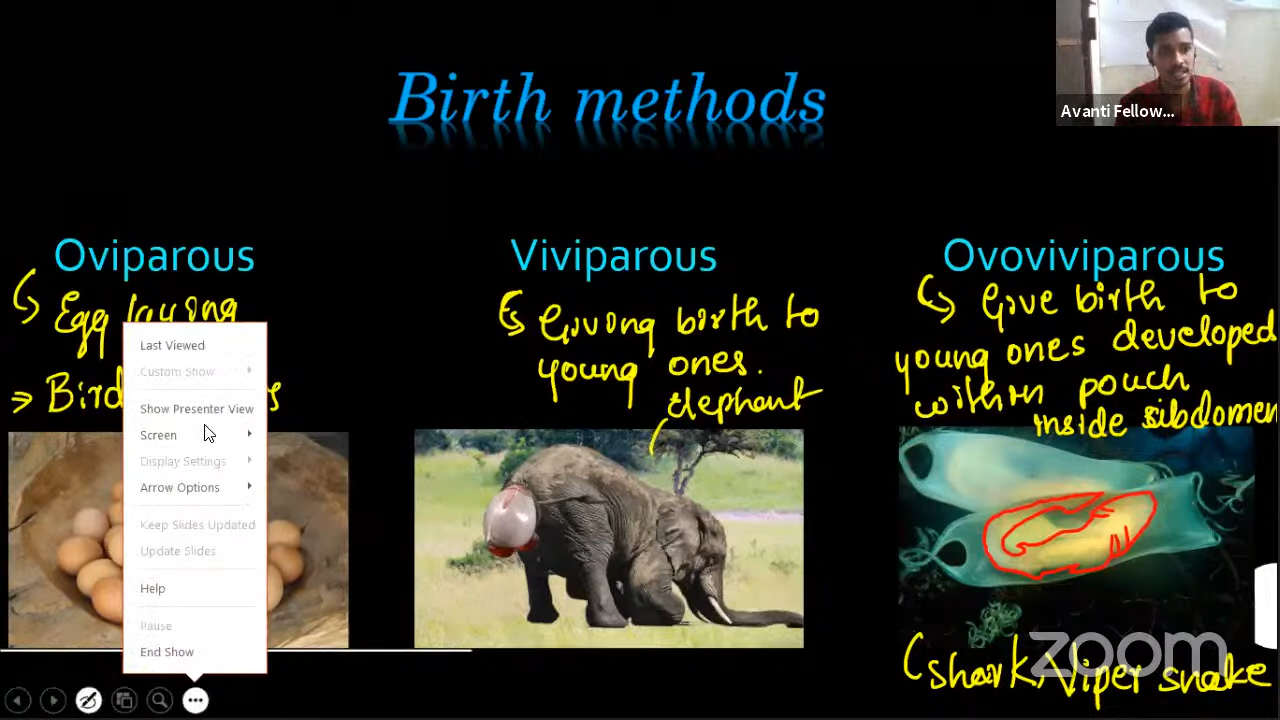 Birth methods
Avanti Fellow...
Oviparous
Viviparous
Ovoviviparous
Egg laying
⇒ Bird
Giving birth to
young ones.
elephant
Give birth to
young ones developed
within pouch
inside sibdomen
Last Viewed
Custom Show
Show Presenter View
Screen
Display Settings
Arrow Options
Keep Slides Updated
Update Slides
Help
Pause
End Show
zoom
shark, Viper snake